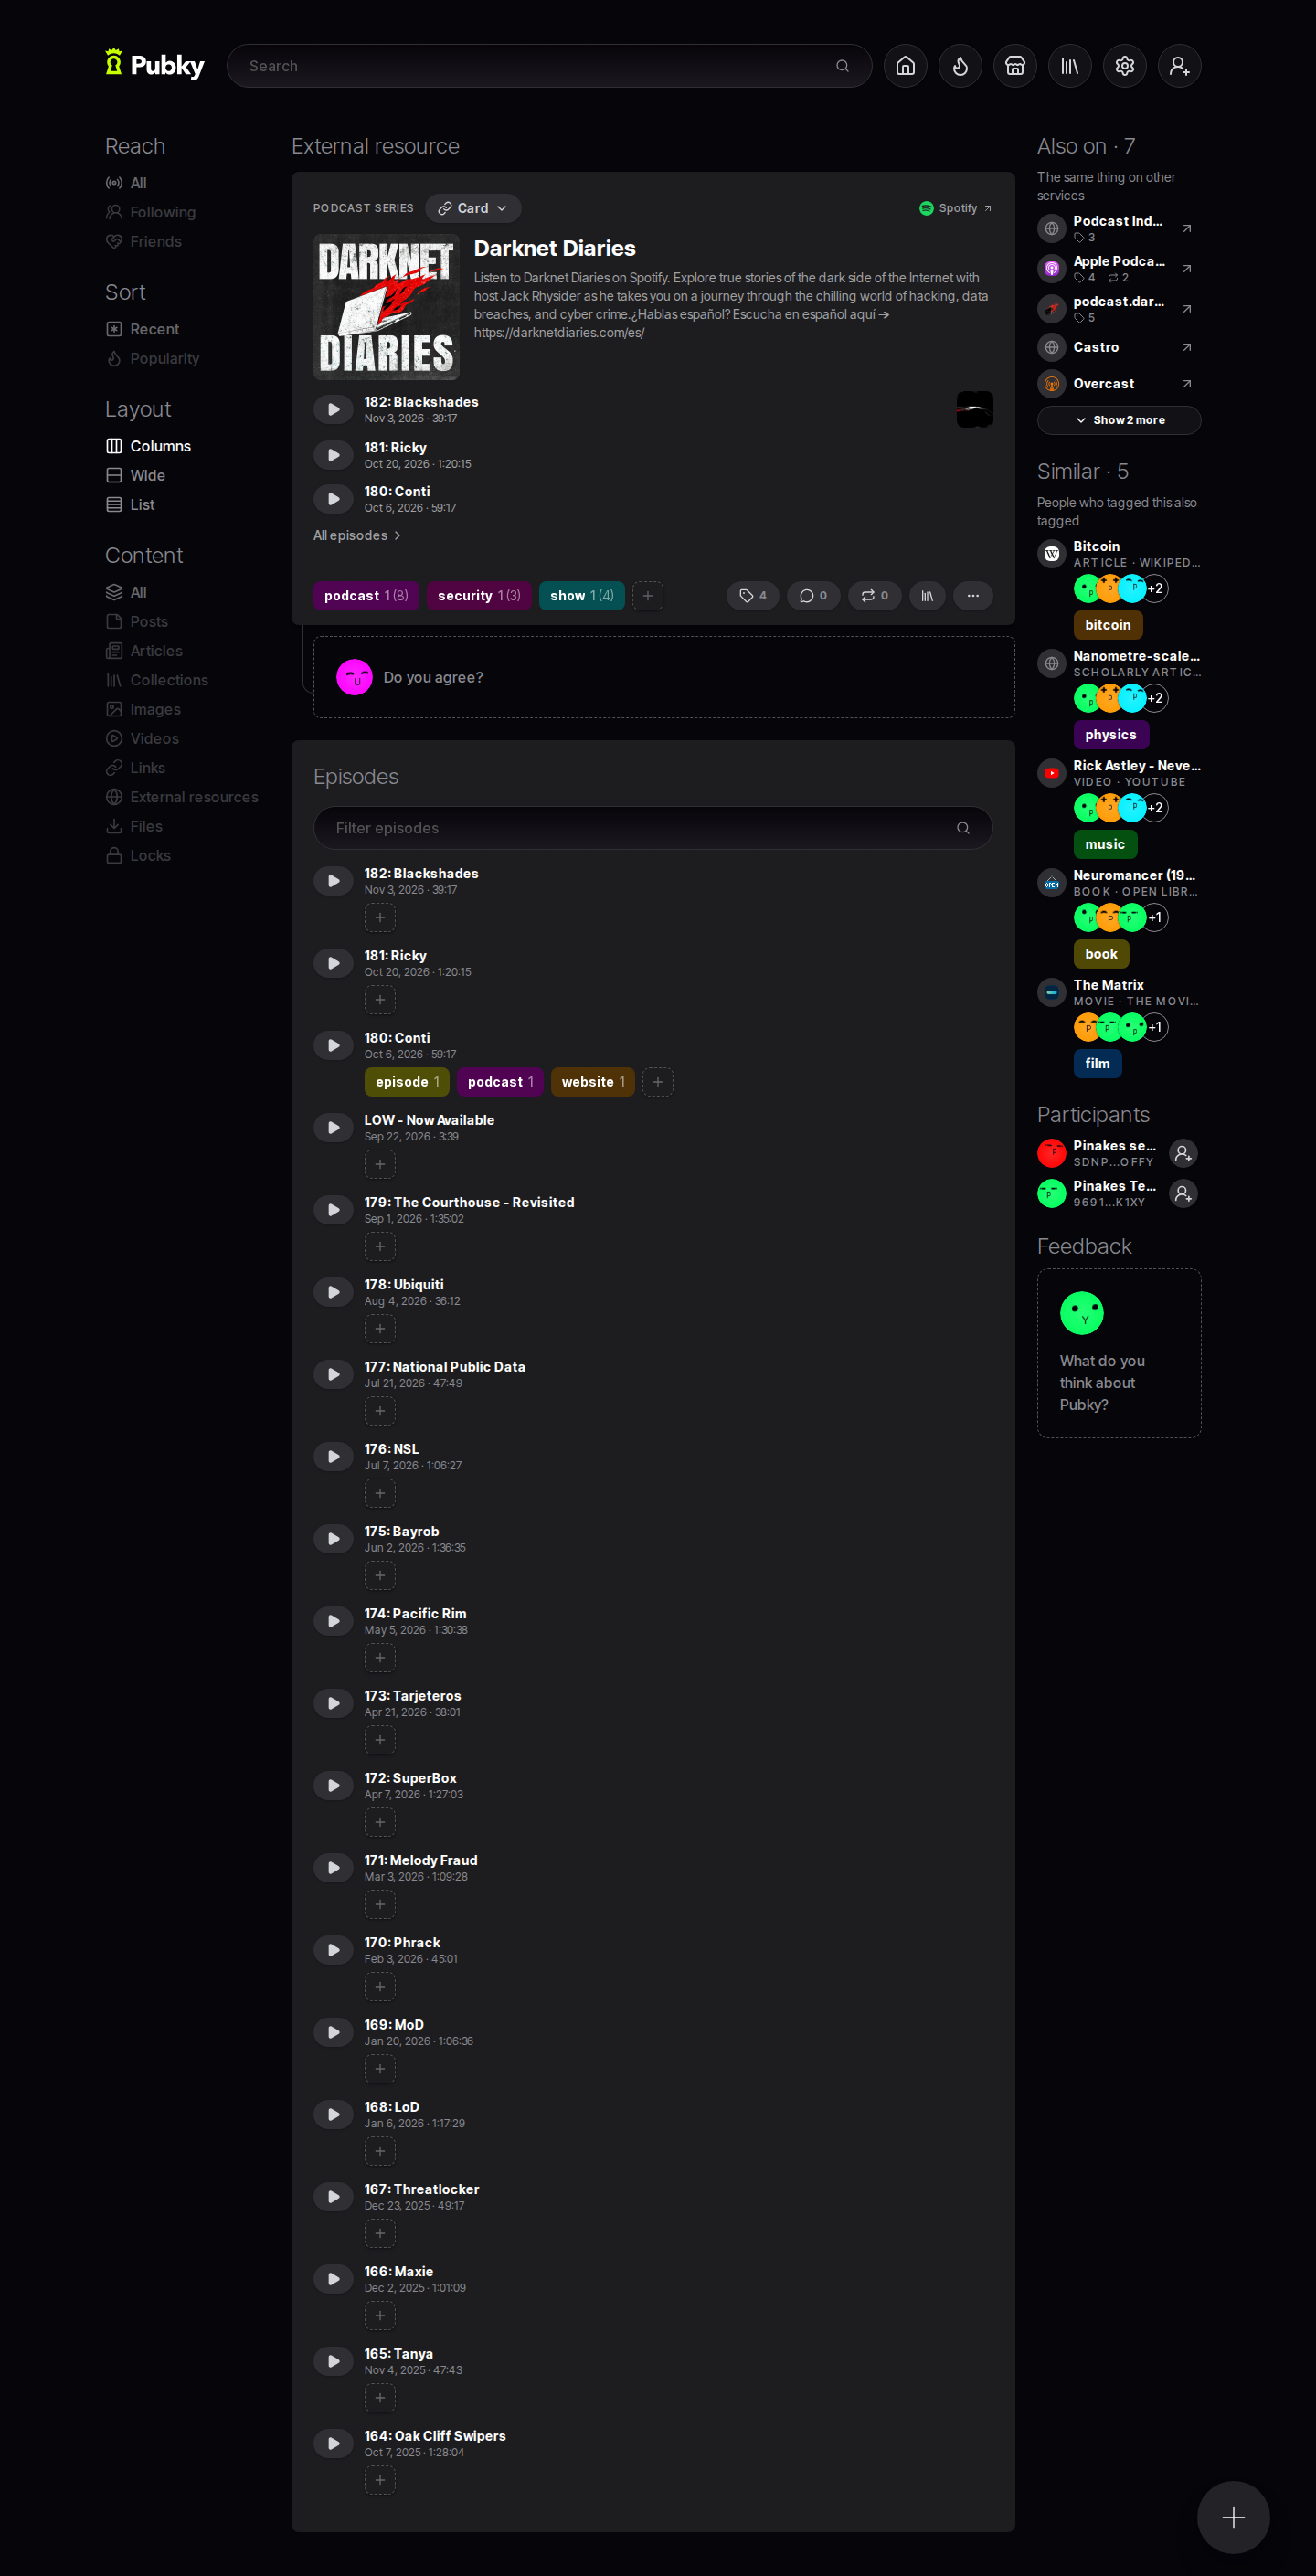 Pubky
Search
Reach
All
Following
Friends
Sort
Recent
Popularity
Layout
Columns
Wide
List
Content
All
Posts
Articles
Collections
Images
Videos
Links
External resources
Files
Locks
External resource
PODCAST SERIES
Card
Spotify
DARKNET
DIARIES
Darknet Diaries
Listen to Darknet Diaries on Spotify. Explore true stories of the dark side of the Internet with
host Jack Rhysider as he takes you on a journey through the chilling world of hacking, data
breaches, and cyber crime.¿Hablas español? Escucha en español aquí →
https://darknetdiaries.com/es/
182: Blackshades
Nov 3, 2026 · 39:17
181: Ricky
Oct 20, 2026 · 1:20:15
180: Conti
Oct 6, 2026 · 59:17
All episodes
podcast 1 (8)
security 1 (3)
show 1 (4)
4
0
0
Do you agree?
Episodes
Filter episodes
182: Blackshades
Nov 3, 2026 · 39:17
181: Ricky
Oct 20, 2026 · 1:20:15
180: Conti
Oct 6, 2026 · 59:17
episode 1
podcast 1
website 1
LOW - Now Available
Sep 22, 2026 · 3:39
179: The Courthouse - Revisited
Sep 1, 2026 · 1:35:02
178: Ubiquiti
Aug 4, 2026 · 36:12
177: National Public Data
Jul 21, 2026 · 47:49
176: NSL
Jul 7, 2026 · 1:06:27
175: Bayrob
Jun 2, 2026 · 1:36:35
174: Pacific Rim
May 5, 2026 · 1:30:38
173: Tarjeteros
Apr 21, 2026 · 38:01
172: SuperBox
Apr 7, 2026 · 1:27:03
171: Melody Fraud
Mar 3, 2026 · 1:09:28
170: Phrack
Feb 3, 2026 · 45:01
169: MoD
Jan 20, 2026 · 1:06:36
168: LoD
Jan 6, 2026 · 1:17:29
167: Threatlocker
Dec 23, 2025 · 49:17
166: Maxie
Dec 2, 2025 · 1:01:09
165: Tanya
Nov 4, 2025 · 47:43
164: Oak Cliff Swipers
Oct 7, 2025 · 1:28:04
Also on · 7
The same thing on other
services
Podcast Ind...
3
Apple Podca...
4 2
podcast.dar...
5
Castro
Overcast
Show 2 more
Similar · 5
People who tagged this also
tagged
Bitcoin
ARTICLE · WIKIPED...
+2
bitcoin
Nanometre-scale...
SCHOLARLY ARTIC...
+2
physics
Rick Astley - Neve...
VIDEO · YOUTUBE
+2
music
Neuromancer (19...
BOOK · OPEN LIBR...
+1
book
The Matrix
MOVIE · THE MOVI...
+1
film
Participants
Pinakes se...
SDNP...OFFY
Pinakes Te...
9691...K1XY
Feedback
What do you
think about
Pubky?